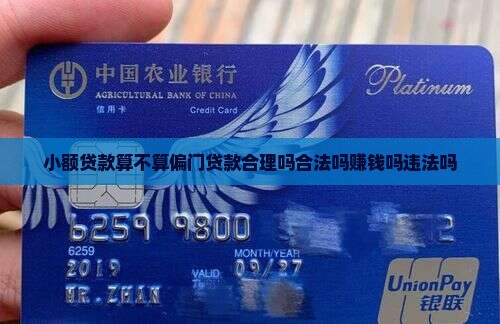 中国农业银行
AGRICULTURAL BANK OF CHINA
信用卡 Credit Card
Platinum
小额贷款算不算偏门贷款合理吗合法吗赚钱吗违法吗
6259 9800 2
6259
MONTH/YEAR
2019 VALID 09/27
MR.ZHAN
UnionPay
银联